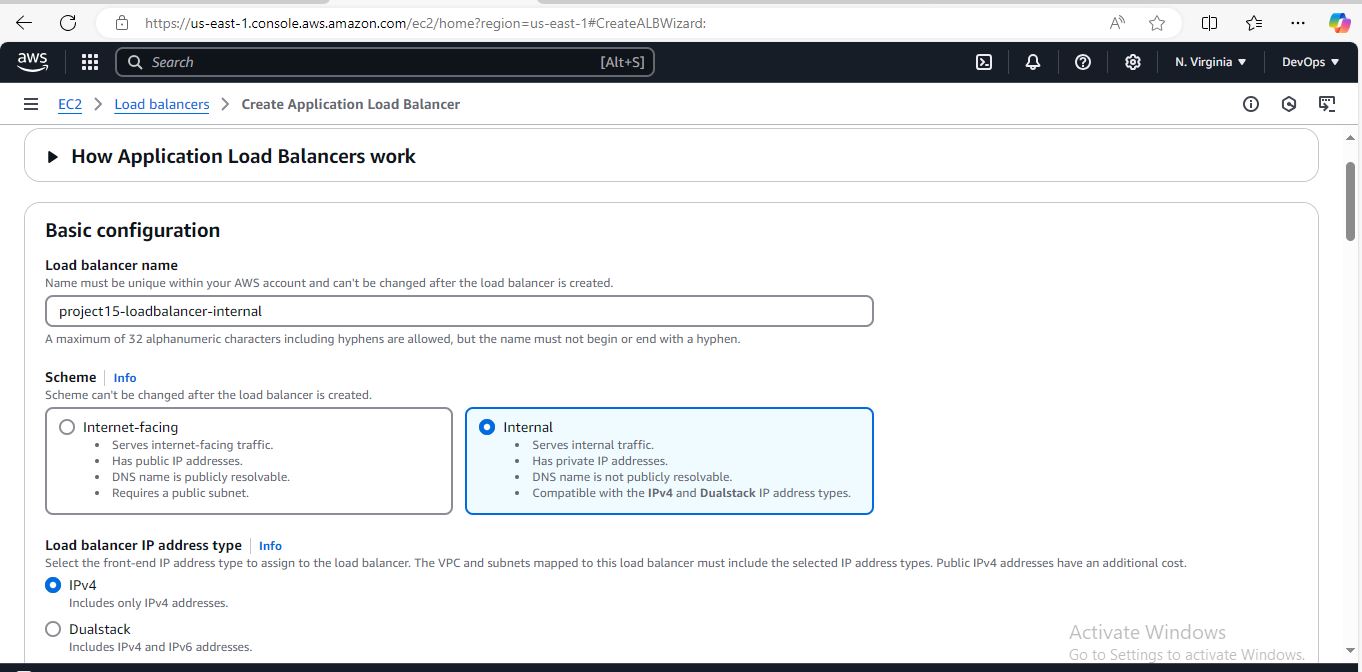 https://us-east-1.console.aws.amazon.com/ec2/home?region=us-east-1#CreateALBWizard:
aws Search [Alt+S] N. Virginia DevOps
EC2 Load balancers Create Application Load Balancer
How Application Load Balancers work
Basic configuration
Load balancer name
Name must be unique within your AWS account and can't be changed after the load balancer is created.
project15-loadbalancer-internal
A maximum of 32 alphanumeric characters including hyphens are allowed, but the name must not begin or end with a hyphen.
Scheme Info
Scheme can't be changed after the load balancer is created.
Internet-facing
• Serves internet-facing traffic.
• Has public IP addresses.
• DNS name is publicly resolvable.
• Requires a public subnet.
Internal
• Serves internal traffic.
• Has private IP addresses.
• DNS name is not publicly resolvable.
• Compatible with the IPv4 and Dualstack IP address types.
Load balancer IP address type Info
Select the front-end IP address type to assign to the load balancer. The VPC and subnets mapped to this load balancer must include the selected IP address types. Public IPv4 addresses have an additional cost.
IPv4
Includes only IPv4 addresses.
Dualstack
Includes IPv4 and IPv6 addresses.
Activate Windows
Go to Settings to activate Windows.